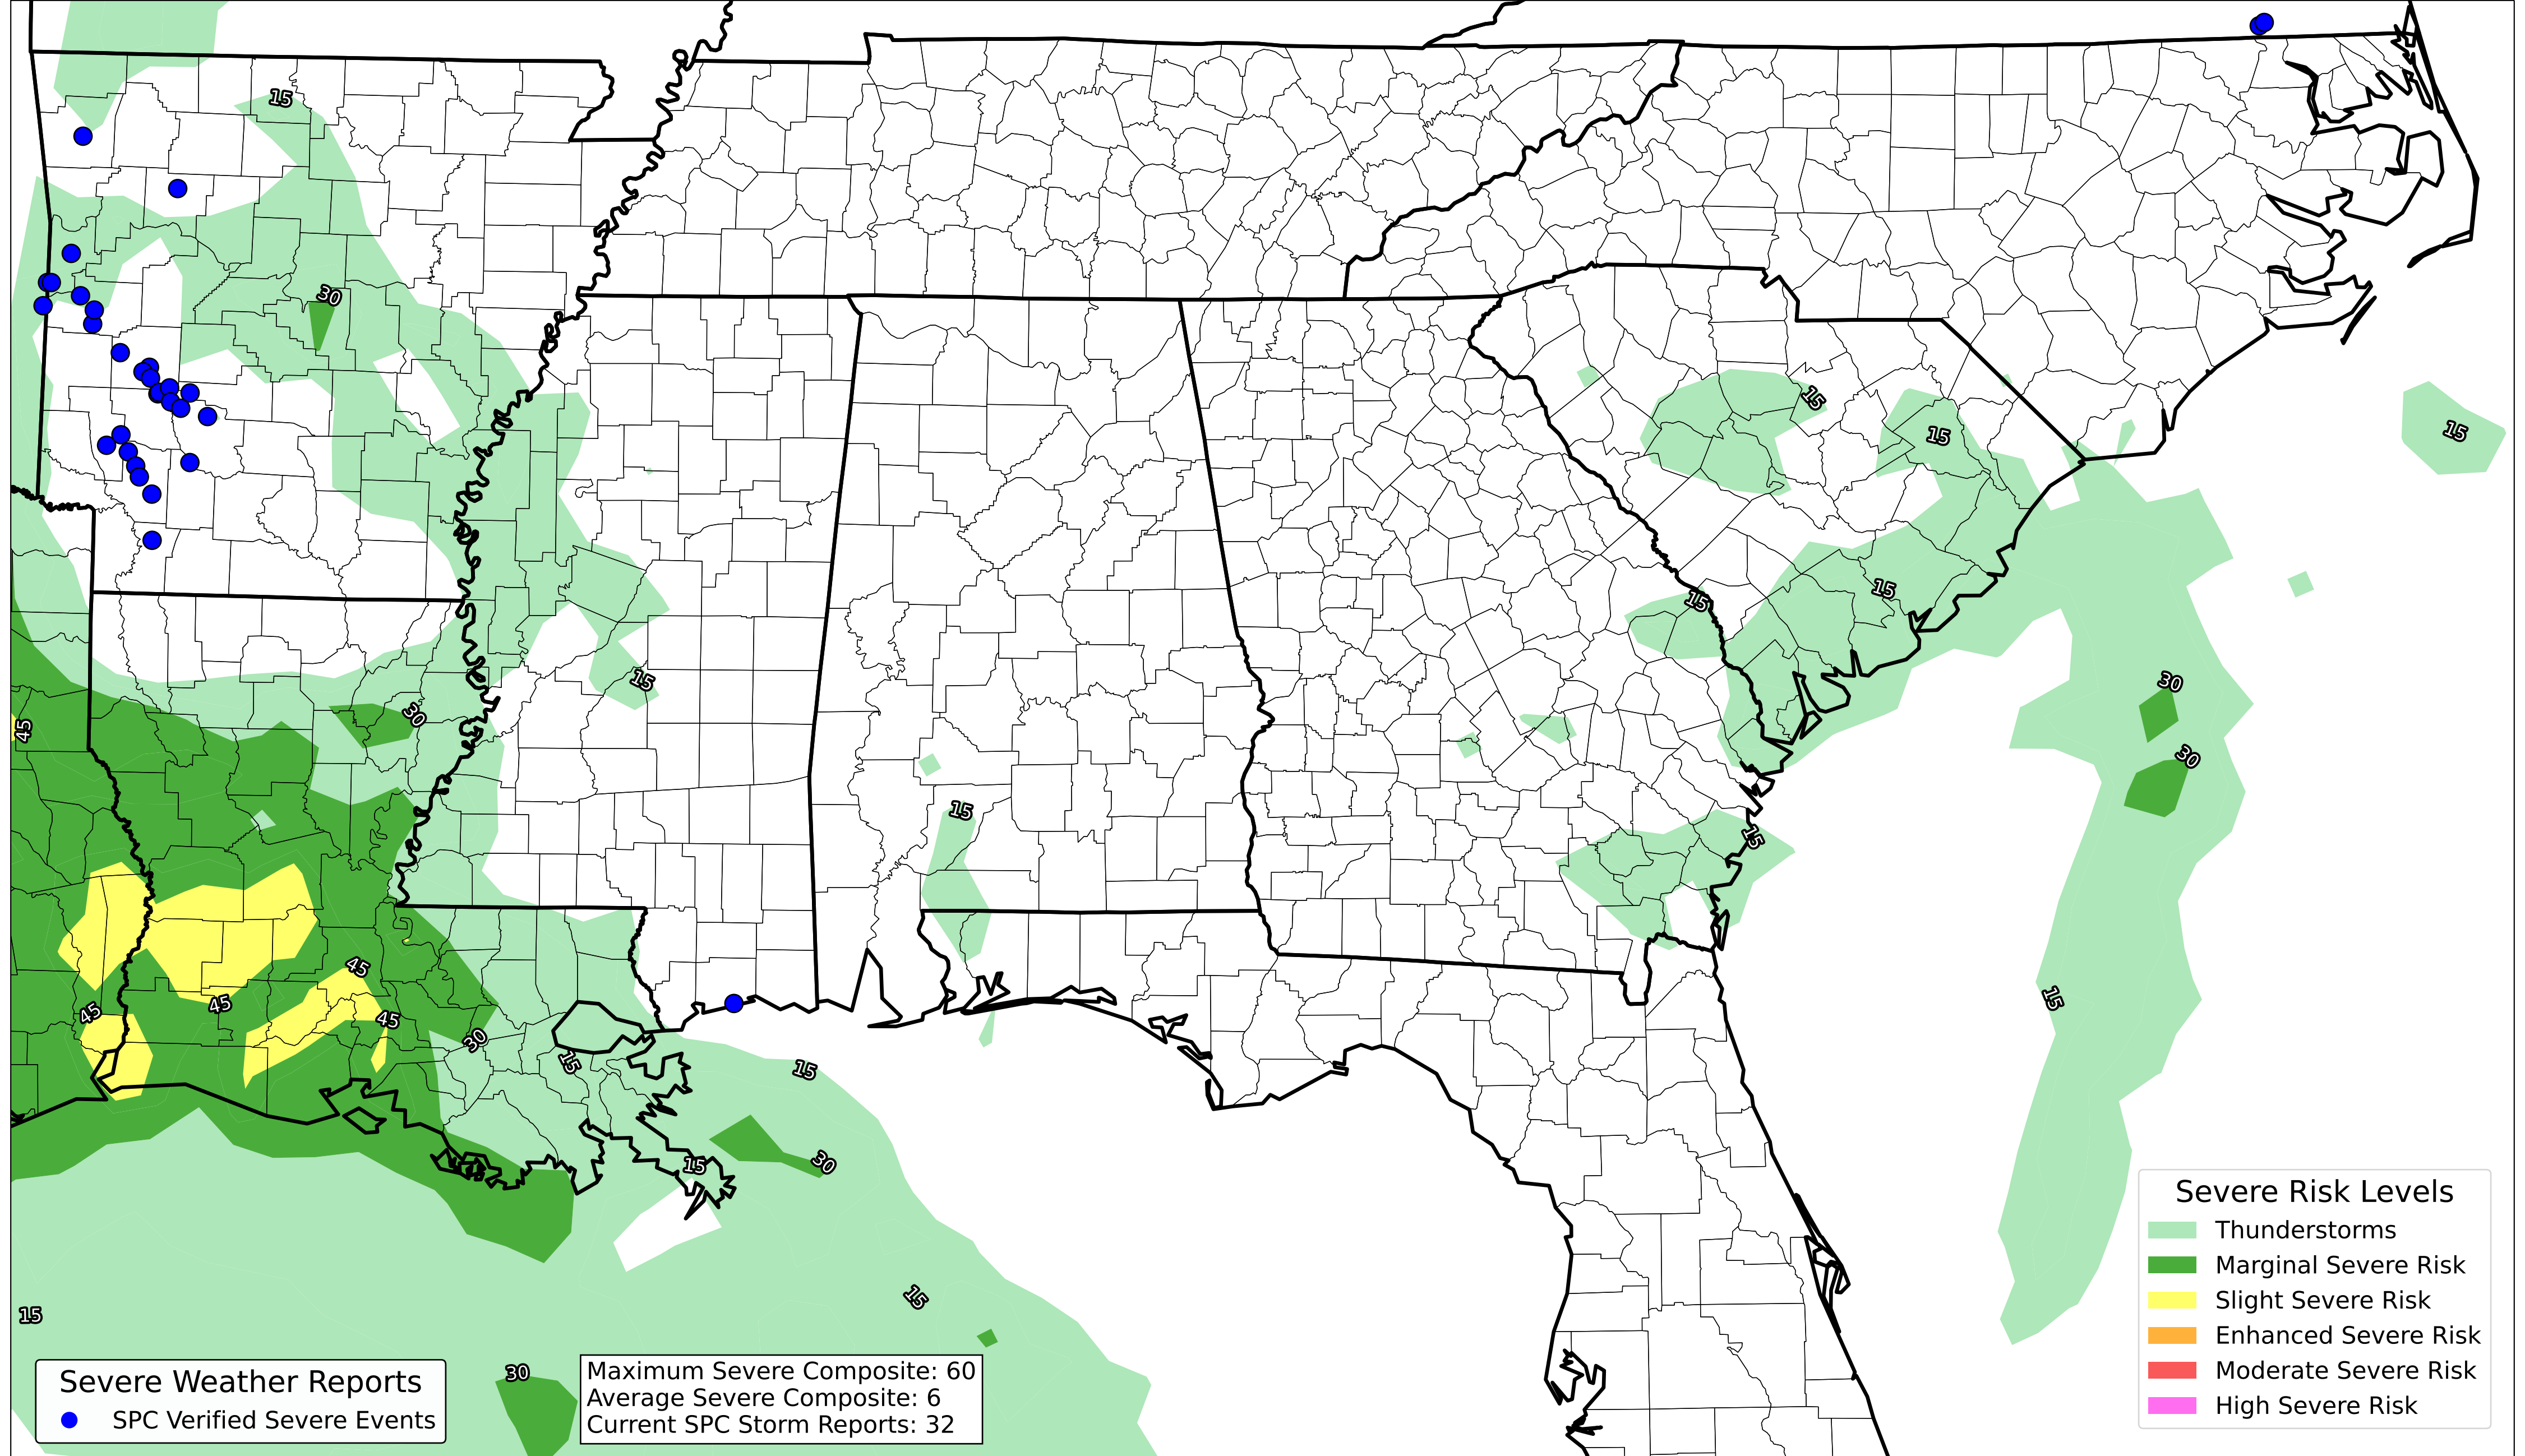 15
30
15
15
15
15
15
15
30
30
45
30
30
15
15
45
15
45
45
45
30
15
15
15
30
15
15
30
Severe Weather Reports
SPC Verified Severe Events
Maximum Severe Composite: 60
Average Severe Composite: 6
Current SPC Storm Reports: 32
Severe Risk Levels
Thunderstorms
Marginal Severe Risk
Slight Severe Risk
Enhanced Severe Risk
Moderate Severe Risk
High Severe Risk